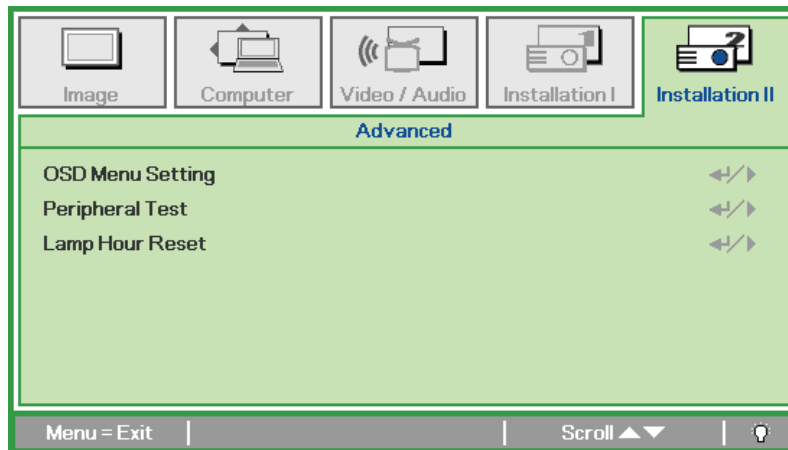 Image Computer Video / Audio Installation I Installation II
Advanced
OSD Menu Setting
Peripheral Test
Lamp Hour Reset
Menu = Exit Scroll ▲▼